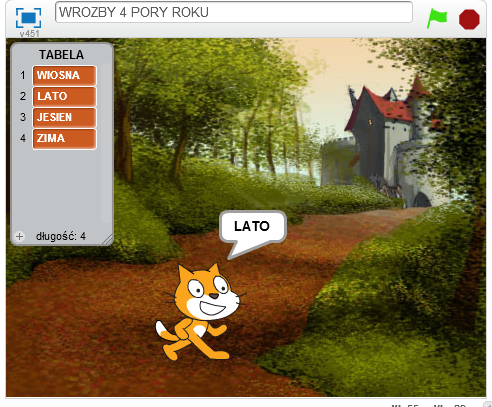 WROZBY 4 PORY ROKU
v451
TABELA
1 WIOSNA
2 LATO
3 JESIEN
4 ZIMA
+ długość: 4
LATO